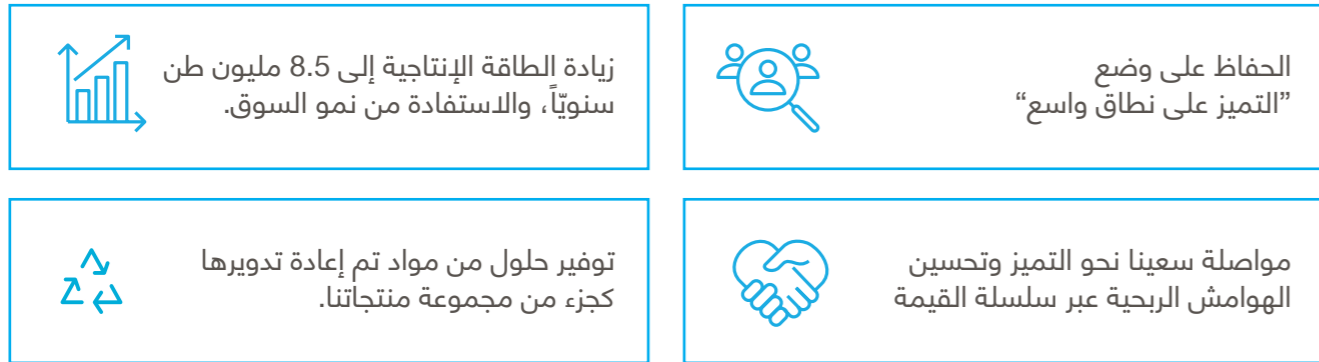 الحفاظ على وضع
”التميز على نطاق واسع“
زيادة الطاقة الإنتاجية إلى 8.5 مليون طن
سنويّاً، والاستفادة من نمو السوق.
مواصلة سعينا نحو التميز وتحسين
الهوامش الربحية عبر سلسلة القيمة
توفير حلول من مواد تم إعادة تدويرها
كجزء من مجموعة منتجاتنا.